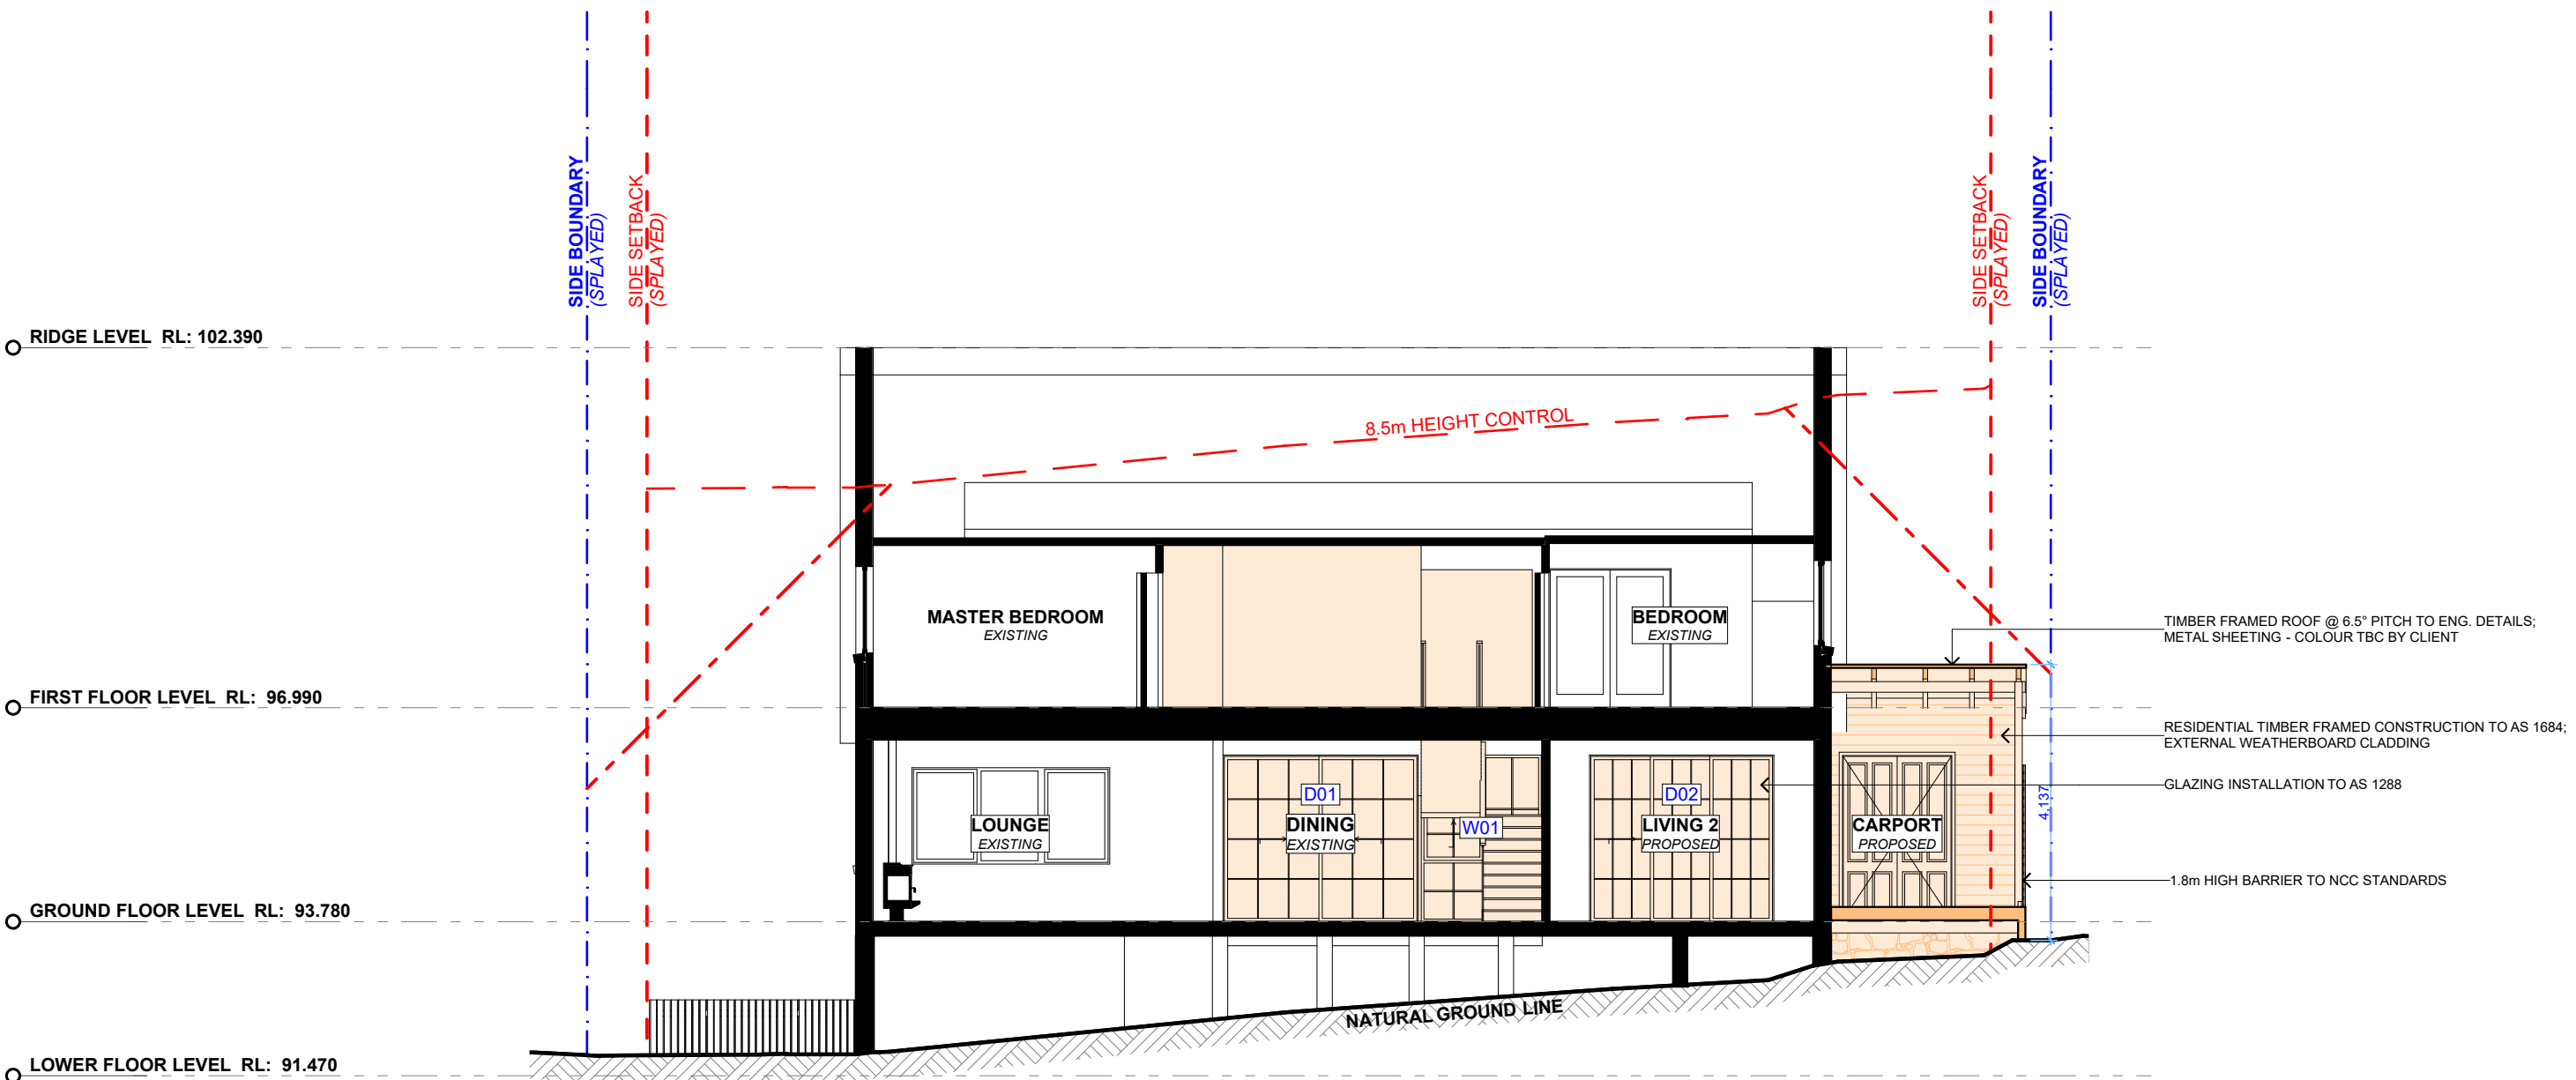 SIDE BOUNDARY
(SPLAYED)
SIDE SETBACK
(SPLAYED)
SIDE SETBACK
(SPLAYED)
SIDE BOUNDARY
(SPLAYED)
RIDGE LEVEL RL: 102.390
8.5m HEIGHT CONTROL
MASTER BEDROOM
EXISTING
BEDROOM
EXISTING
TIMBER FRAMED ROOF @ 6.5° PITCH TO ENG. DETAILS;
METAL SHEETING - COLOUR TBC BY CLIENT
FIRST FLOOR LEVEL RL: 96.990
RESIDENTIAL TIMBER FRAMED CONSTRUCTION TO AS 1684;
EXTERNAL WEATHERBOARD CLADDING
GLAZING INSTALLATION TO AS 1288
D01
D02
4,137
LOUNGE
EXISTING
DINING
EXISTING
W01
LIVING 2
PROPOSED
CARPORT
PROPOSED
1.8m HIGH BARRIER TO NCC STANDARDS
GROUND FLOOR LEVEL RL: 93.780
NATURAL GROUND LINE
LOWER FLOOR LEVEL RL: 91.470